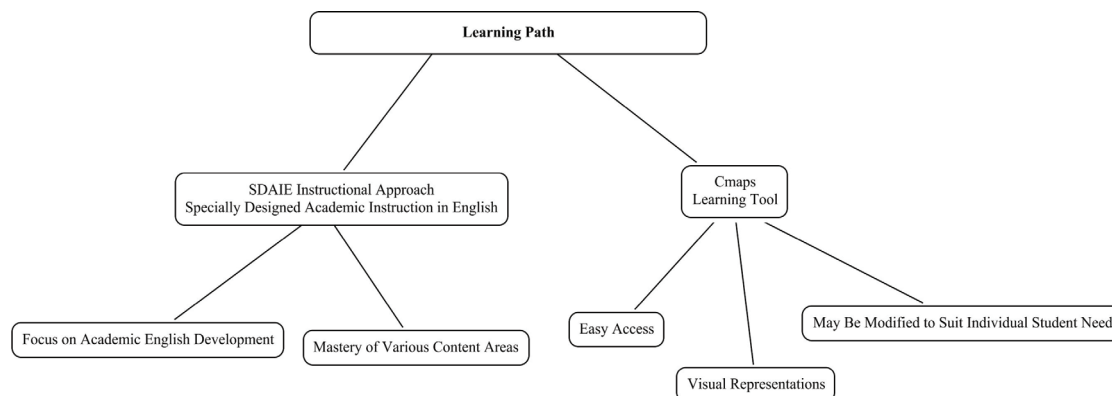 Learning Path
SDAIE Instructional Approach
Specially Designed Academic Instruction in English
Cmaps
Learning Tool
Focus on Academic English Development
Mastery of Various Content Areas
Easy Access
Visual Representations
May Be Modified to Suit Individual Student Need